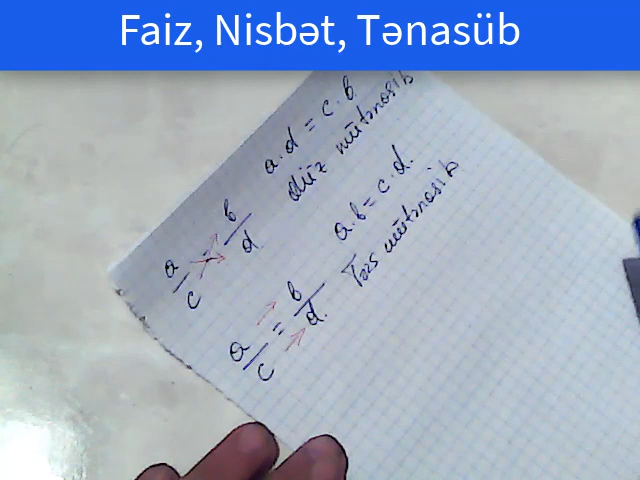 Faiz, Nisbət, Tənasüb
a/c = b/d a.d = c.b
düz mütənasib
a/c = b/d. a.b = c.d.
Tərs mütənasib